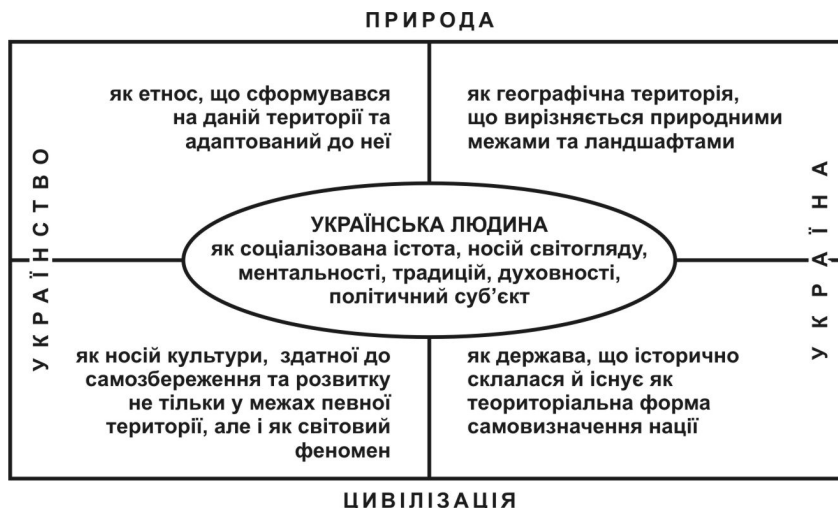 ПРИРОДА
як етнос, що сформувався
на даній території та
адаптований до неї
як географічна територія,
що вирізняється природними
межами та ландшафтами
УКРАЇНСТВО
УКРАЇНСЬКА ЛЮДИНА
як соціалізована істота, носій світогляду,
ментальності, традицій, духовності,
політичний суб’єкт
УКРАЇНА
як носій культури, здатної до
самозбереження та розвитку
не тільки у межах певної
території, але і як світовий
феномен
як держава, що історично
склалася й існує як
теориторіальна форма
самовизначення нації
ЦИВІЛІЗАЦІЯ